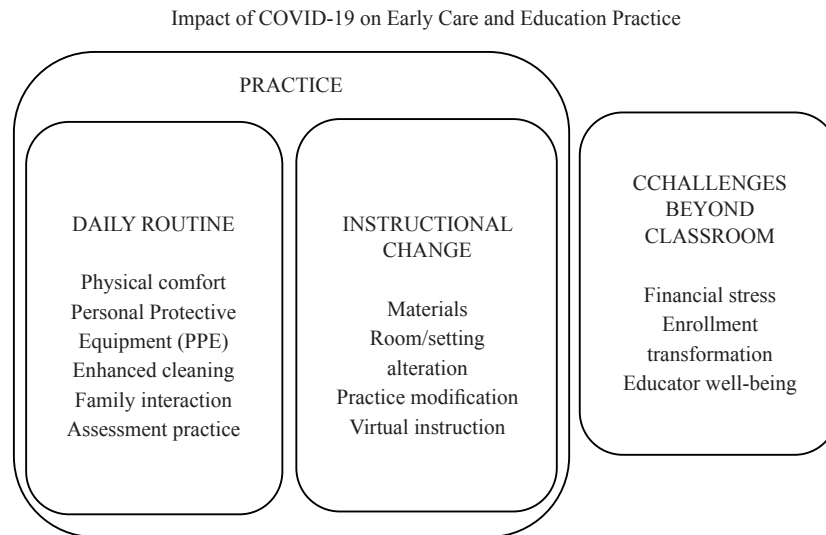 Impact of COVID-19 on Early Care and Education Practice
PRACTICE
DAILY ROUTINE
Physical comfort
Personal Protective
Equipment (PPE)
Enhanced cleaning
Family interaction
Assessment practice
INSTRUCTIONAL
CHANGE
Materials
Room/setting
alteration
Practice modification
Virtual instruction
CCHALLENGES
BEYOND
CLASSROOM
Financial stress
Enrollment
transformation
Educator well-being